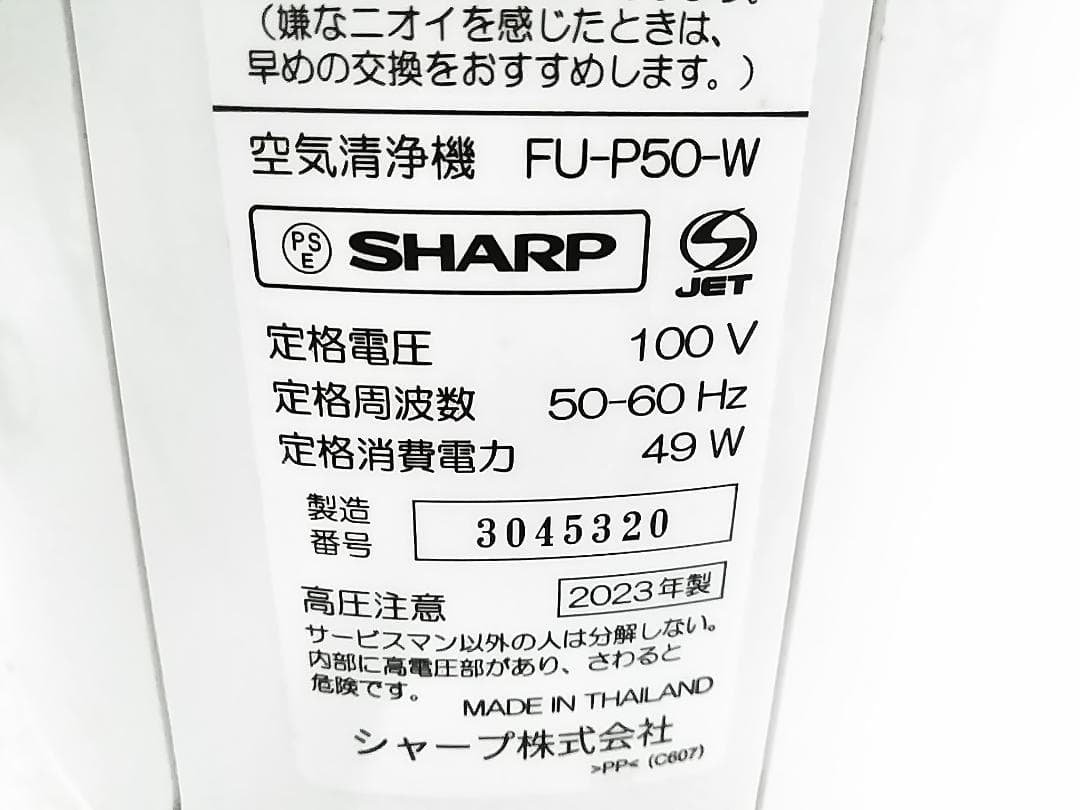 （嫌なニオイを感じたときは、
早めの交換をおすすめします。）
空気清浄機 FU-P50-W
PSE SHARP JET
定格電圧 100 V
定格周波数 50-60 Hz
定格消費電力 49 W
製造番号 3045320
高圧注意 2023年製
サービスマン以外の人は分解しない。
内部に高電圧部があり、さわると
危険です。
MADE IN THAILAND
シャープ株式会社
>PP< (C607)